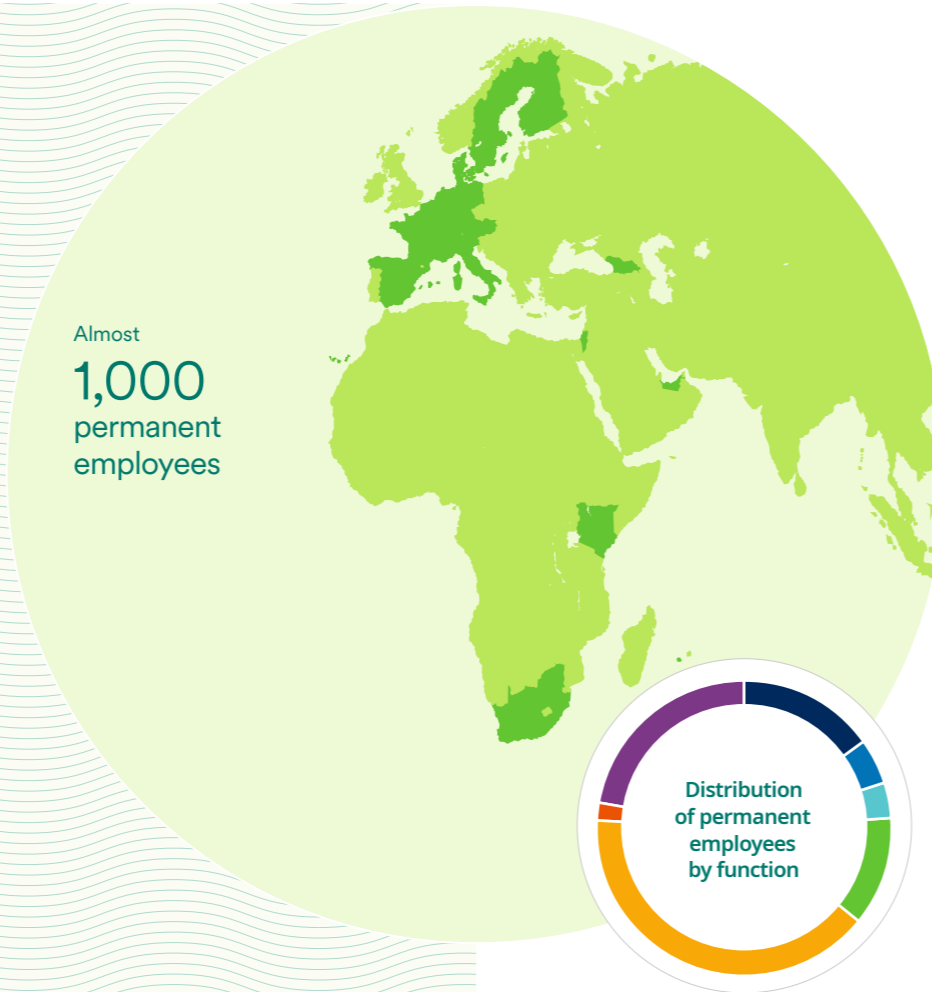 Almost
1,000
permanent
employees
Distribution
of permanent
employees
by function